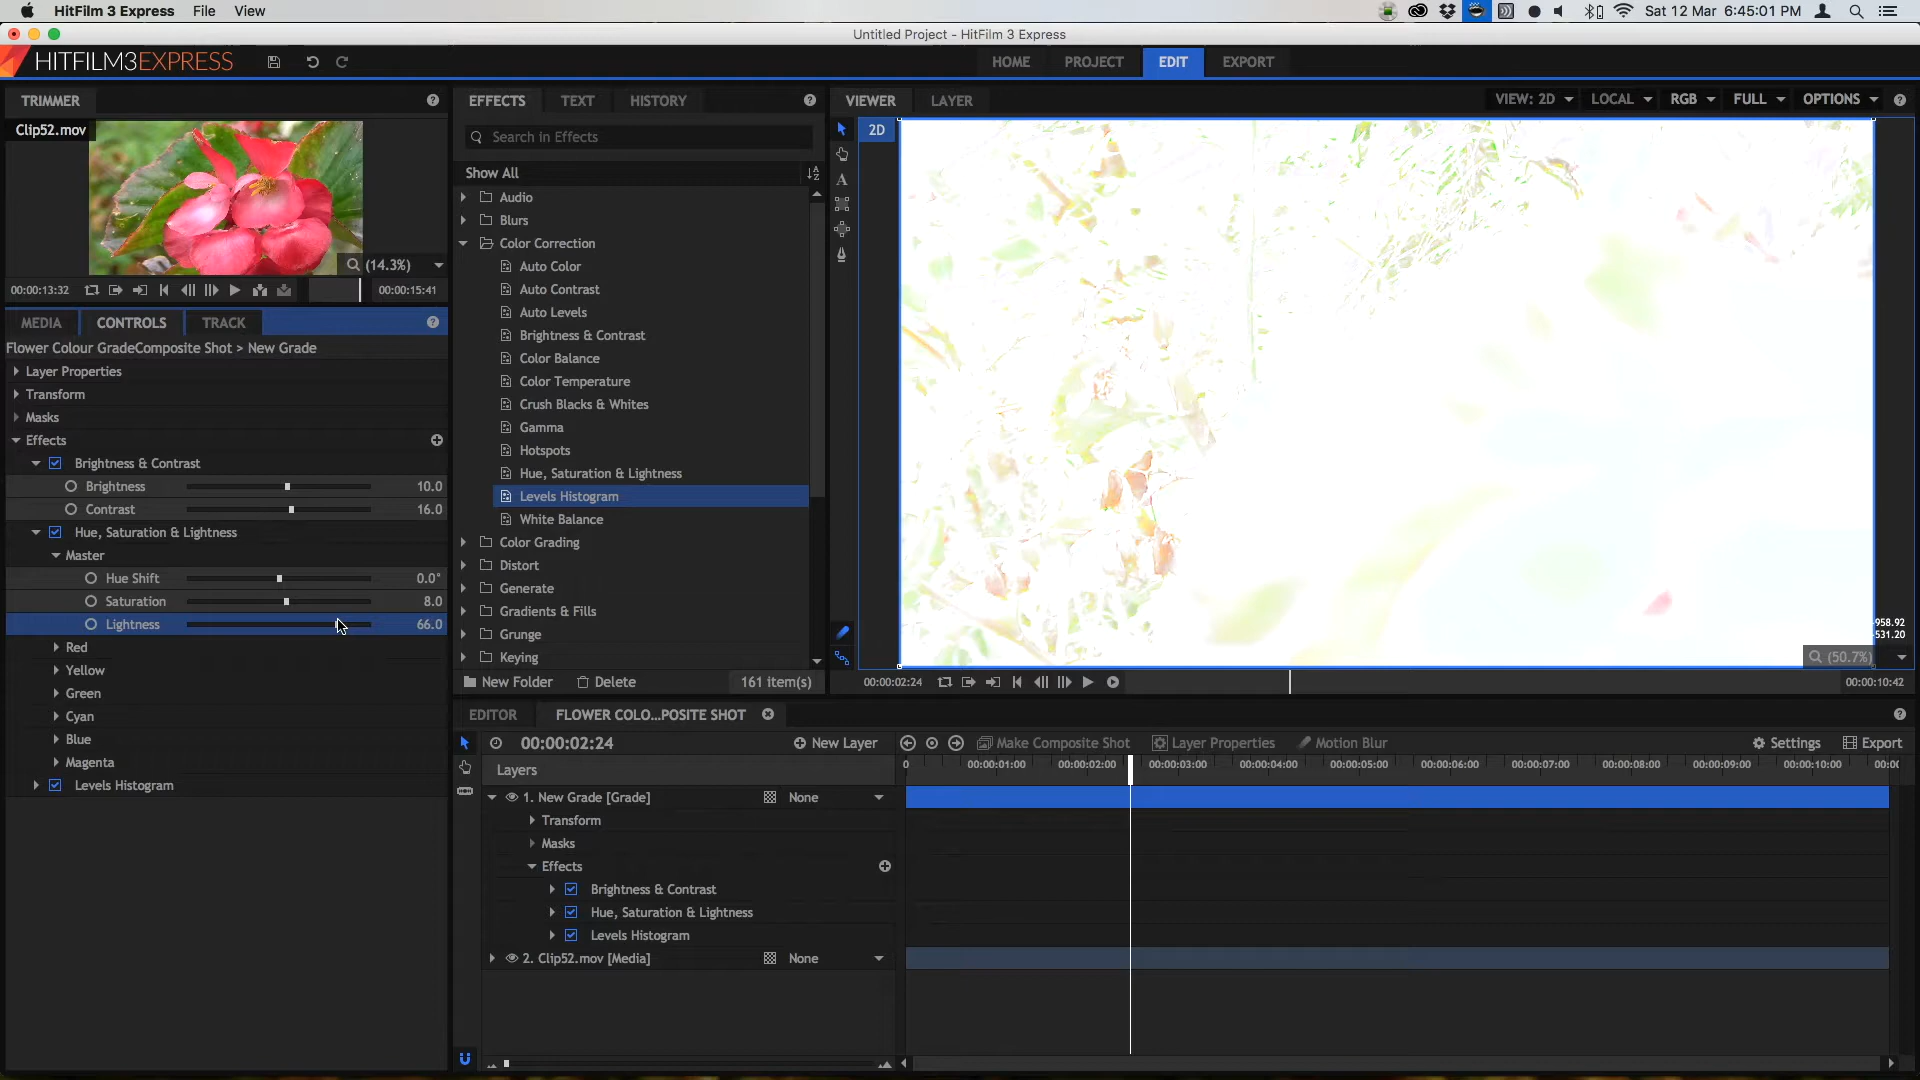 HitFilm 3 Express File View
Sat 12 Mar 6:45:01 PM
Untitled Project - HitFilm 3 Express
HITFILM3EXPRESS
HOME PROJECT EDIT EXPORT
TRIMMER
EFFECTS TEXT HISTORY
VIEWER LAYER
VIEW: 2D LOCAL RGB FULL OPTIONS
Clip52.mov
(14.3%)
00:00:13:32
00:00:15:41
MEDIA CONTROLS TRACK
Flower Colour GradeComposite Shot > New Grade
Layer Properties
Transform
Masks
Effects
Brightness & Contrast
Brightness 10.0
Contrast 16.0
Hue, Saturation & Lightness
Master
Hue Shift 0.0°
Saturation 8.0
Lightness 66.0
Red
Yellow
Green
Cyan
Blue
Magenta
Levels Histogram
Search in Effects
Show All
Audio
Blurs
Color Correction
Auto Color
Auto Contrast
Auto Levels
Brightness & Contrast
Color Balance
Color Temperature
Crush Blacks & Whites
Gamma
Hotspots
Hue, Saturation & Lightness
Levels Histogram
White Balance
Color Grading
Distort
Generate
Gradients & Fills
Grunge
Keying
New Folder Delete 161 item(s)
2D
A
-958.92
-531.20
(50.7%)
00:00:02:24
00:00:10:42
EDITOR FLOWER COLO...POSITE SHOT
00:00:02:24 New Layer
Make Composite Shot Layer Properties Motion Blur Settings Export
Layers
0 00:00:01:00 00:00:02:00 00:00:03:00 00:00:04:00 00:00:05:00 00:00:06:00 00:00:07:00 00:00:08:00 00:00:09:00 00:00:10:00 00:00
1. New Grade [Grade] None
Transform
Masks
Effects
Brightness & Contrast
Hue, Saturation & Lightness
Levels Histogram
2. Clip52.mov [Media] None